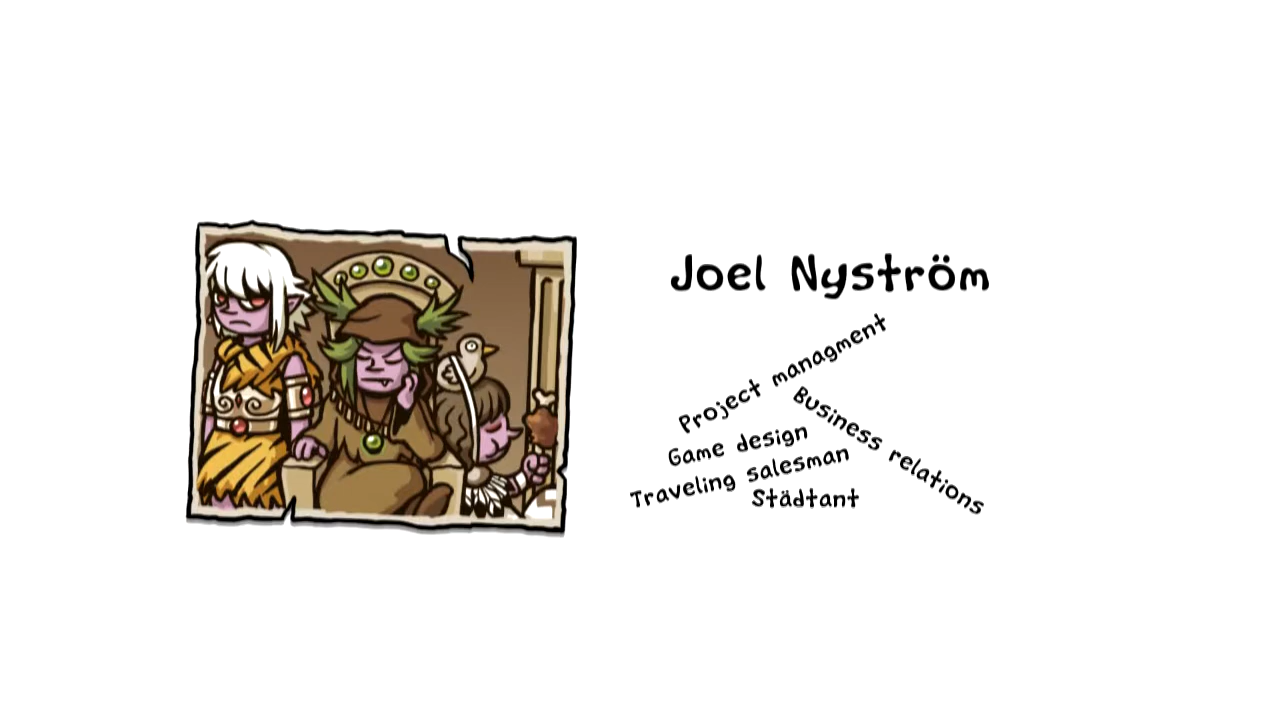 Joel Nyström
Project managment
Business relations
Game design
Traveling salesman
Städtant